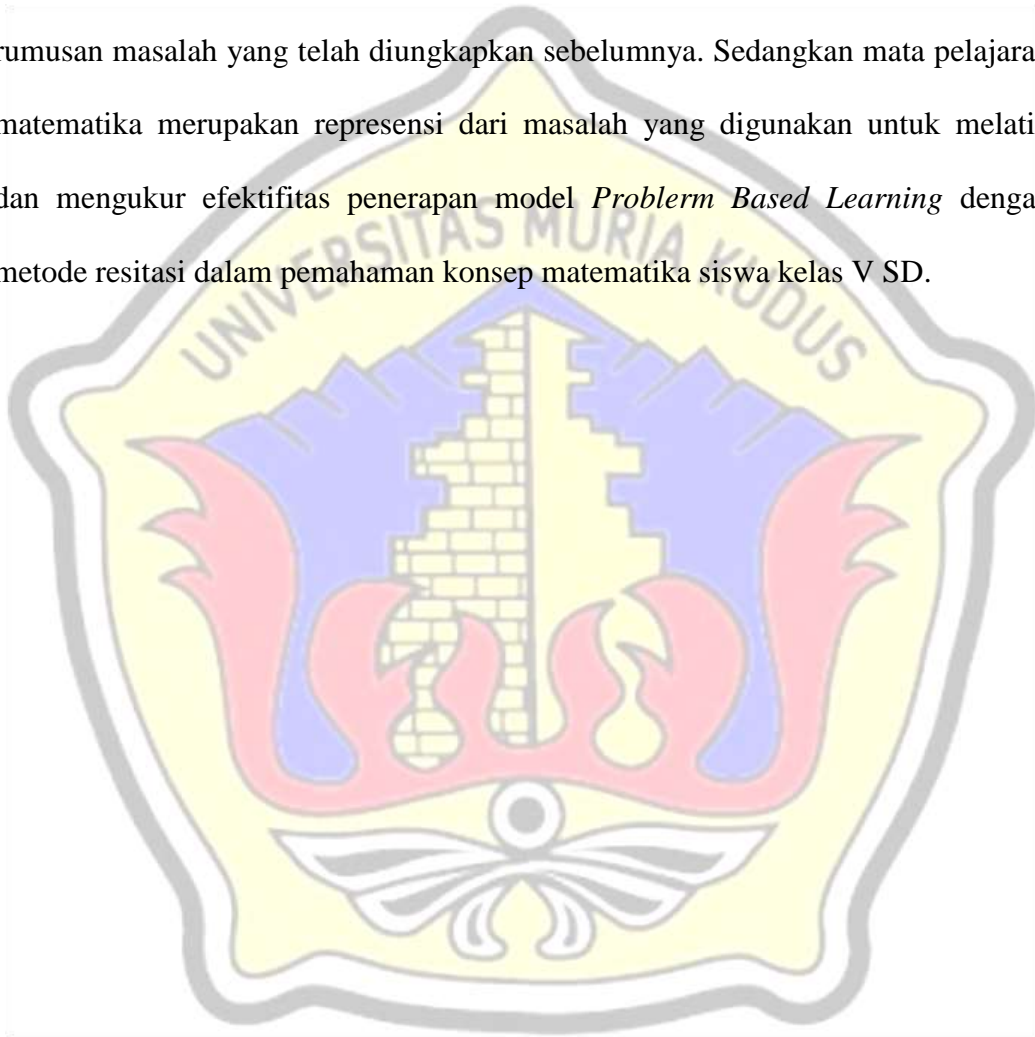 rumusan masalah yang telah diungkapkan sebelumnya. Sedangkan mata pelajara
matematika merupakan represensi dari masalah yang digunakan untuk melati
dan mengukur efektifitas penerapan model Problerm Based Learning denga
metode resitasi dalam pemahaman konsep matematika siswa kelas V SD.
UNIVERSITAS MURIA KUDUS